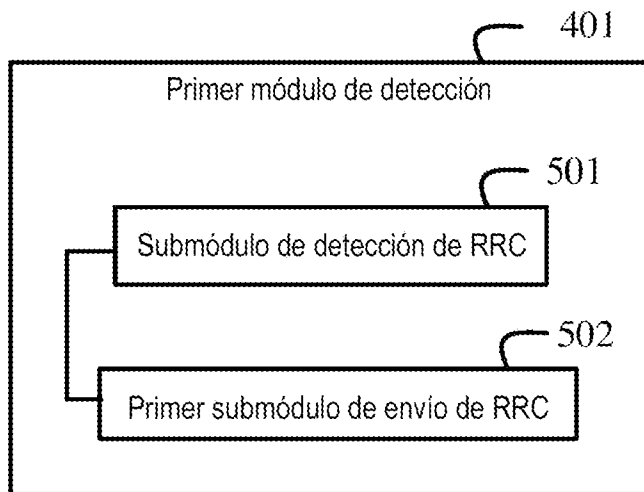 401
Primer módulo de detección
501
Submódulo de detección de RRC
502
Primer submódulo de envío de RRC